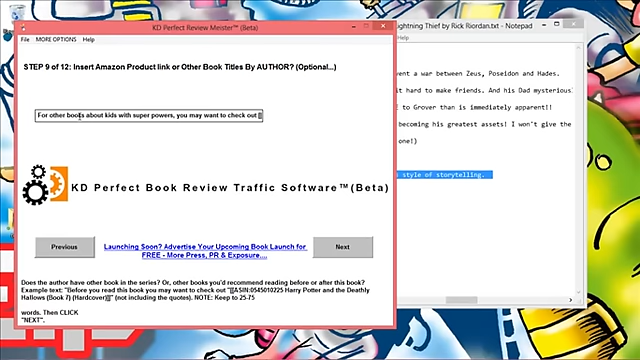 KD Perfect Review Meister™ (Beta)
File MORE OPTIONS Help
STEP 9 of 12: Insert Amazon Product link or Other Book Titles By AUTHOR? (Optional...)
For other books about kids with super powers, you may want to check out [[
KD Perfect Book Review Traffic Software™(Beta)
Previous
Launching Soon? Advertise Your Upcoming Book Launch for
FREE - More Press, PR & Exposure....
Next
Does the author have other book in the series? Or, other books you'd recommend reading before or after this book?
Example text: "Before you read this book you may want to check out "[[ASIN:0545010225 Harry Potter and the Deathly
Hallows (Book 7) (Hardcover)]]" (not including the quotes). NOTE: Keep to 25-75
words. Then CLICK
"NEXT".
ightning Thief by Rick Riordan.txt - Notepad
Help
vent a war between Zeus, Poseidon and Hades.
it hard to make friends. And his Dad mysteriousl
E to Grover than is immediately apparent!!
becoming his greatest assets! I won't give the
one!)
style of storytelling.